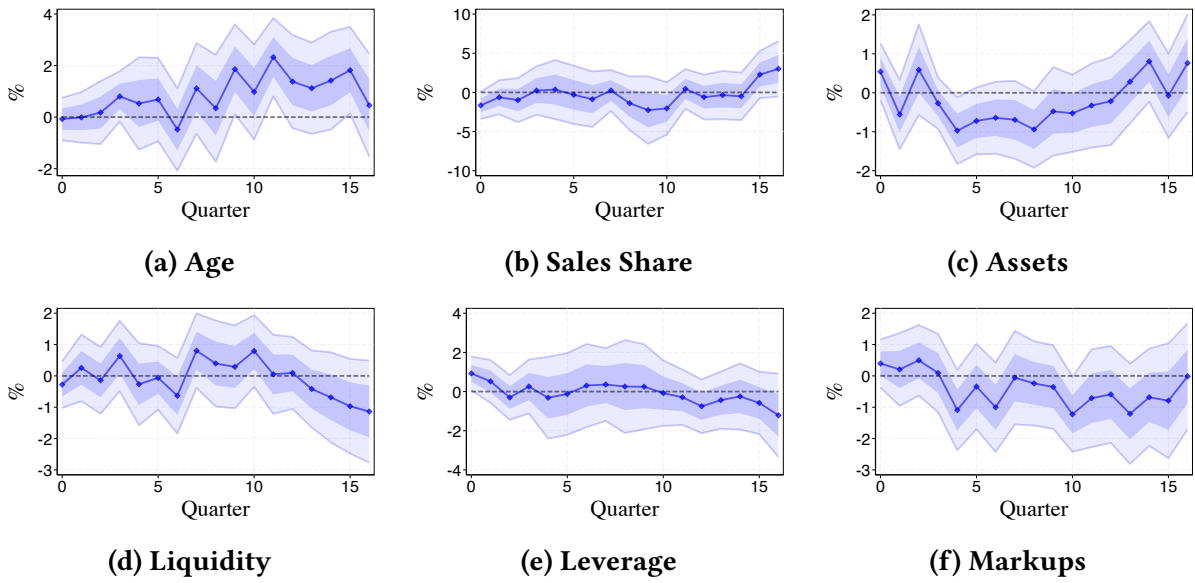 4
2
0
-2
%
0 5 10 15
Quarter
(a) Age
10
5
0
-5
-10
%
0 5 10 15
Quarter
(b) Sales Share
2
1
0
-1
-2
%
0 5 10 15
Quarter
(c) Assets
2
1
0
-1
-2
-3
%
0 5 10 15
Quarter
(d) Liquidity
4
2
0
-2
-4
%
0 5 10 15
Quarter
(e) Leverage
2
1
0
-1
-2
-3
%
0 5 10 15
Quarter
(f) Markups